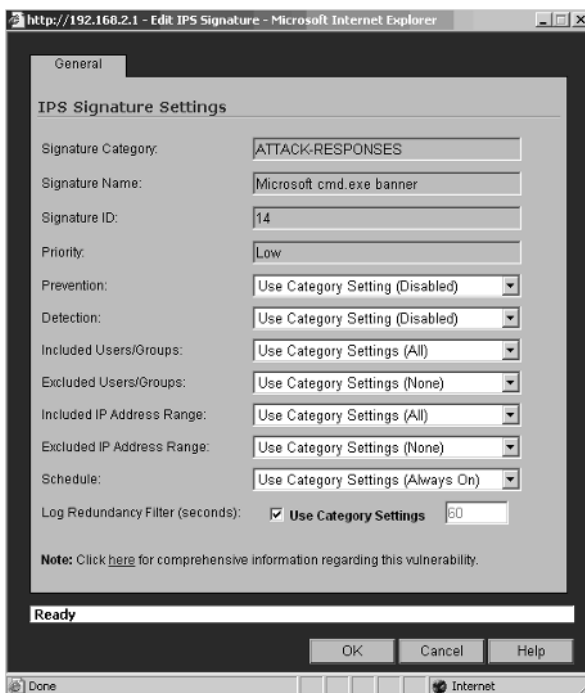 http://192.168.2.1 - Edit IPS Signature - Microsoft Internet Explorer
General
IPS Signature Settings
Signature Category: ATTACK-RESPONSES
Signature Name: Microsoft cmd.exe banner
Signature ID: 14
Priority: Low
Prevention: Use Category Setting (Disabled)
Detection: Use Category Setting (Disabled)
Included Users/Groups: Use Category Settings (All)
Excluded Users/Groups: Use Category Settings (None)
Included IP Address Range: Use Category Settings (All)
Excluded IP Address Range: Use Category Settings (None)
Schedule: Use Category Settings (Always On)
Log Redundancy Filter (seconds): Use Category Settings 60
Note: Click here for comprehensive information regarding this vulnerability.
Ready
OK Cancel Help
Done Internet